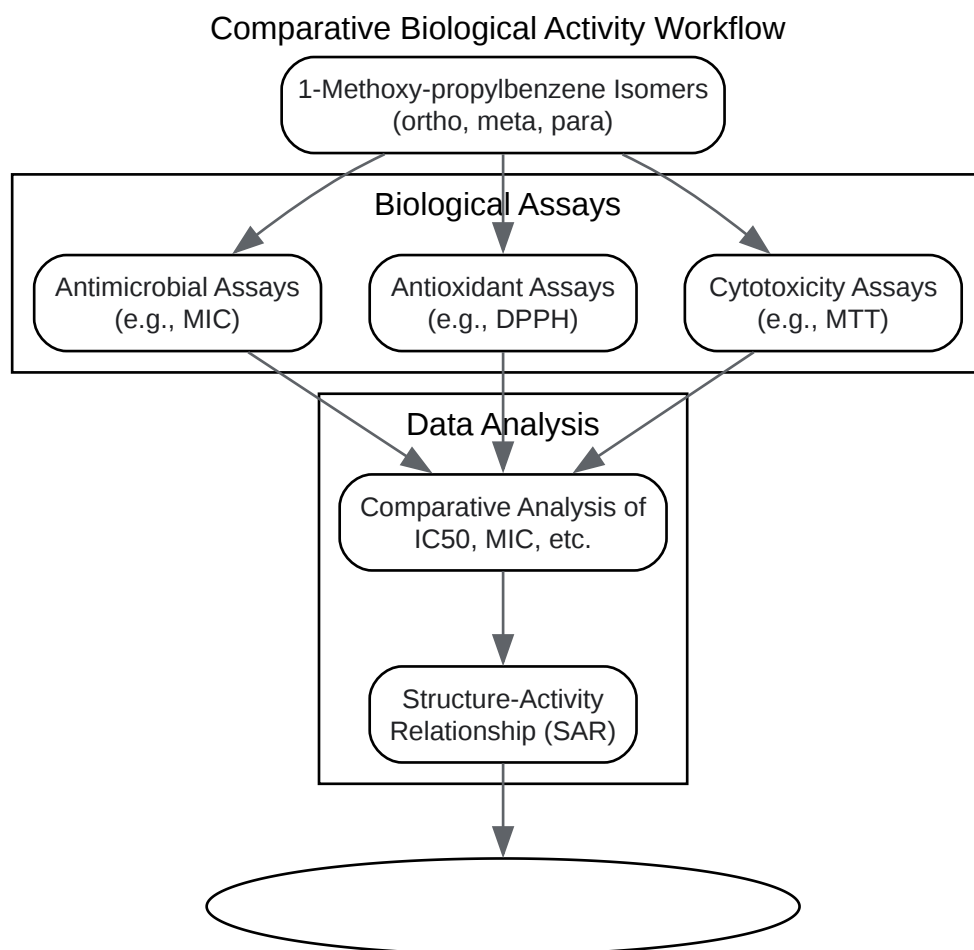 Comparative Biological Activity Workflow
1-Methoxy-propylbenzene Isomers
(ortho, meta, para)
Biological Assays
Antimicrobial Assays
(e.g., MIC)
Antioxidant Assays
(e.g., DPPH)
Cytotoxicity Assays
(e.g., MTT)
Data Analysis
Comparative Analysis of
IC50, MIC, etc.
Structure-Activity
Relationship (SAR)